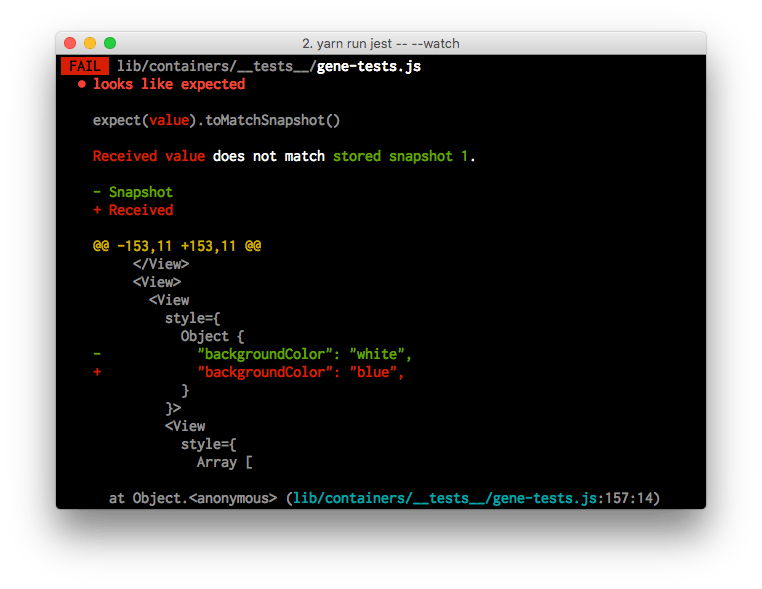 2. yarn run jest -- --watch
FAIL lib/containers/__tests__/gene-tests.js
● looks like expected
expect(value).toMatchSnapshot()
Received value does not match stored snapshot 1.
- Snapshot
+ Received
@@ -153,11 +153,11 @@
</View>
<View>
<View
style={
Object {
- "backgroundColor": "white",
+ "backgroundColor": "blue",
}
}>
<View
style={
Array [
at Object.<anonymous> (lib/containers/__tests__/gene-tests.js:157:14)